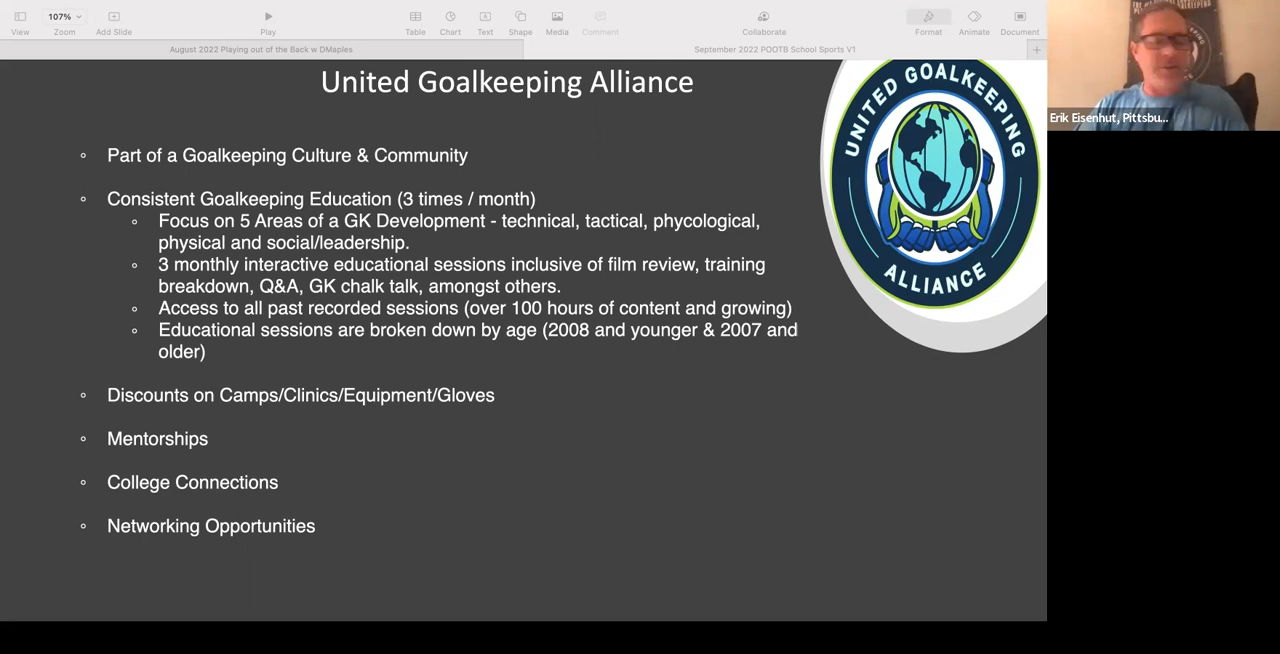 View
107%
Zoom
Add Slide
Play
Table
Chart
Text
Shape
Media
Comment
Collaborate
Format
Animate
Document
August 2022 Playing out of the Back w DMaples
September 2022 POOTB School Sports V1
United Goalkeeping Alliance
Part of a Goalkeeping Culture & Community
Consistent Goalkeeping Education (3 times / month)
Focus on 5 Areas of a GK Development - technical, tactical, phycological,
physical and social/leadership.
3 monthly interactive educational sessions inclusive of film review, training
breakdown, Q&A, GK chalk talk, amongst others.
Access to all past recorded sessions (over 100 hours of content and growing)
Educational sessions are broken down by age (2008 and younger & 2007 and
older)
Discounts on Camps/Clinics/Equipment/Gloves
Mentorships
College Connections
Networking Opportunities
UNITED GOALKEEPING
ALLIANCE
Erik Eisenhut, Pittsbu...